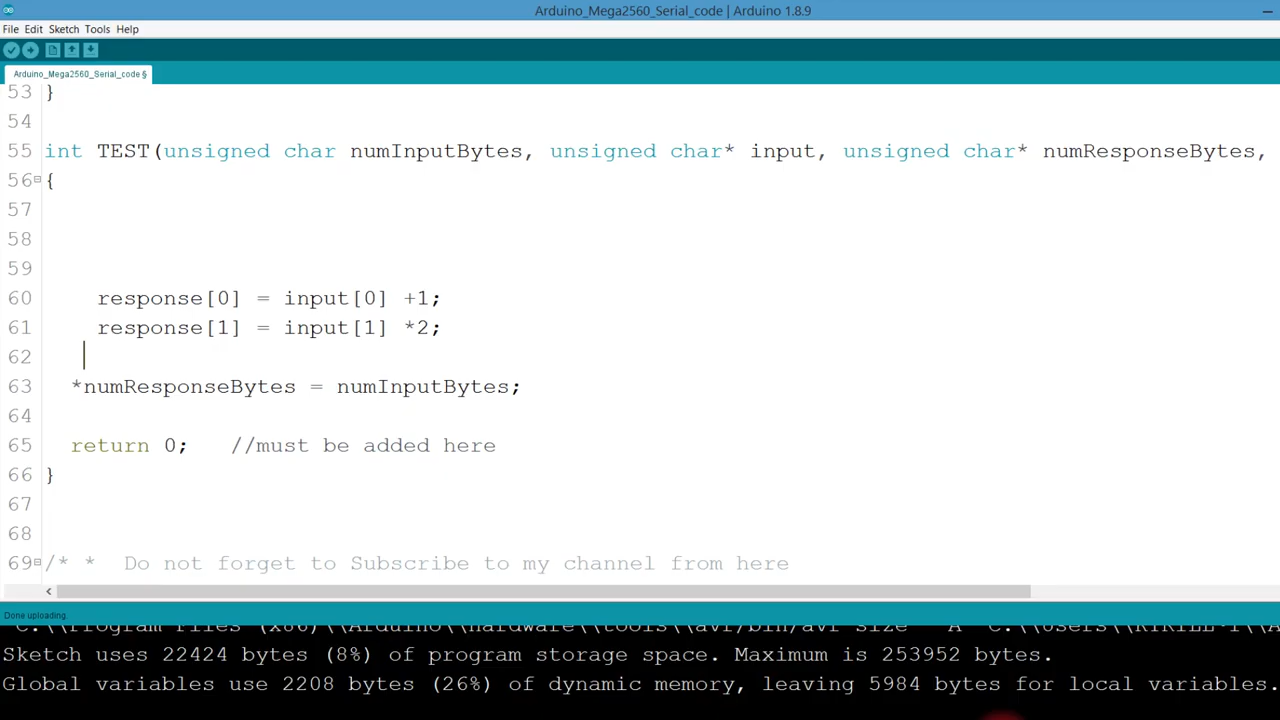 Arduino_Mega2560_Serial_code | Arduino 1.8.9
File Edit Sketch Tools Help
Arduino_Mega2560_Serial_code §
53 }
54
55 int TEST(unsigned char numInputBytes, unsigned char* input, unsigned char* numResponseBytes,
56 {
57
58
59
60 response[0] = input[0] +1;
61 response[1] = input[1] *2;
62
63 *numResponseBytes = numInputBytes;
64
65 return 0; //must be added here
66 }
67
68
69 /* * Do not forget to Subscribe to my channel from here
Done uploading.
Sketch uses 22424 bytes (8%) of program storage space. Maximum is 253952 bytes.
Global variables use 2208 bytes (26%) of dynamic memory, leaving 5984 bytes for local variables.